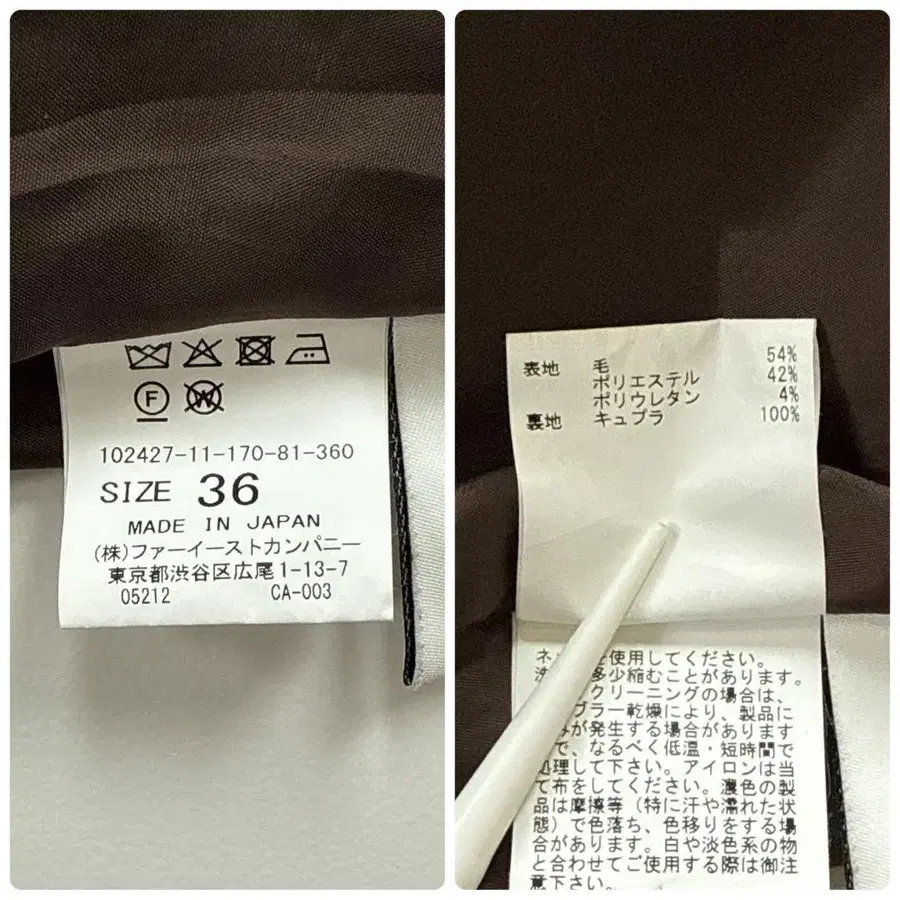 F
W
102427-11-170-81-360
SIZE 36
MADE IN JAPAN
(株)ファーイーストカンパニー
東京都渋谷区広尾1-13-7
05212 CA-003
表地 毛 54%
ポリエステル 42%
ポリウレタン 4%
裏地 キュプラ 100%
ネ を使用してください。
多少縮むことがあります。
クリーニングの場合は、
ブラー乾燥により、製品に
が発生する場合があります
で、なるべく低温・短時間で
処理して下さい。アイロンは当
て布をしてください。濃色の製
品は摩擦等(特に汗や濡れた状
態)で色落ち、色移りをする場
合があります。白や淡色系の物
と合わせてご使用する際は御注
意下さい。